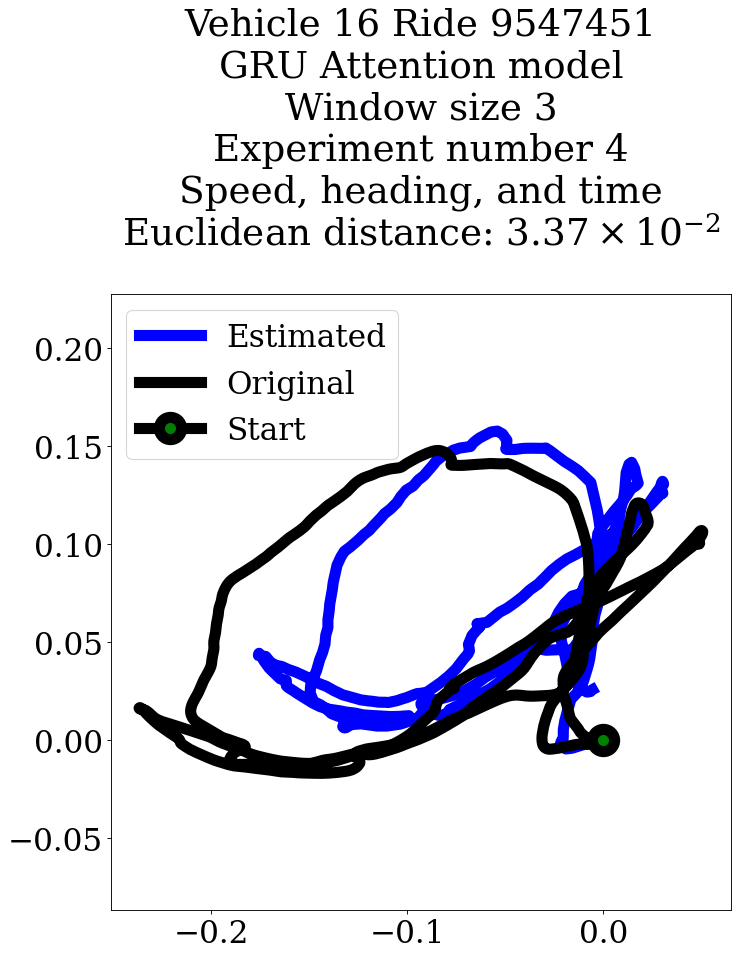 Vehicle 16 Ride 9547451
GRU Attention model
Window size 3
Experiment number 4
Speed, heading, and time
Euclidean distance: 3.37 × 10⁻²
Estimated
Original
Start
0.20
0.15
0.10
0.05
0.00
−0.05
−0.2
−0.1
0.0